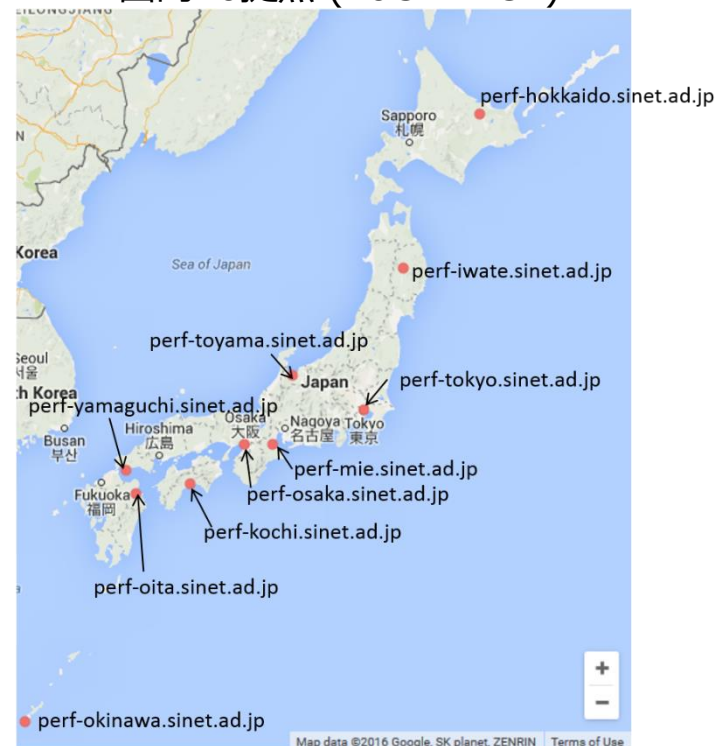 perf-hokkaido.sinet.ad.jp
Sapporo
札幌
Korea
Sea of Japan
perf-iwate.sinet.ad.jp
perf-toyama.sinet.ad.jp
Seoul
서울
Japan
perf-tokyo.sinet.ad.jp
th Korea
perf-yamaguchi.sinet.ad.jp
Hiroshima
広島
Osaka
大阪
Nagoya
名古屋
Tokyo
東京
Busan
부산
perf-mie.sinet.ad.jp
Fukuoka
福岡
perf-osaka.sinet.ad.jp
perf-kochi.sinet.ad.jp
perf-oita.sinet.ad.jp
+
−
perf-okinawa.sinet.ad.jp
Map data ©2016 Google, SK planet, ZENRIN
Terms of Use